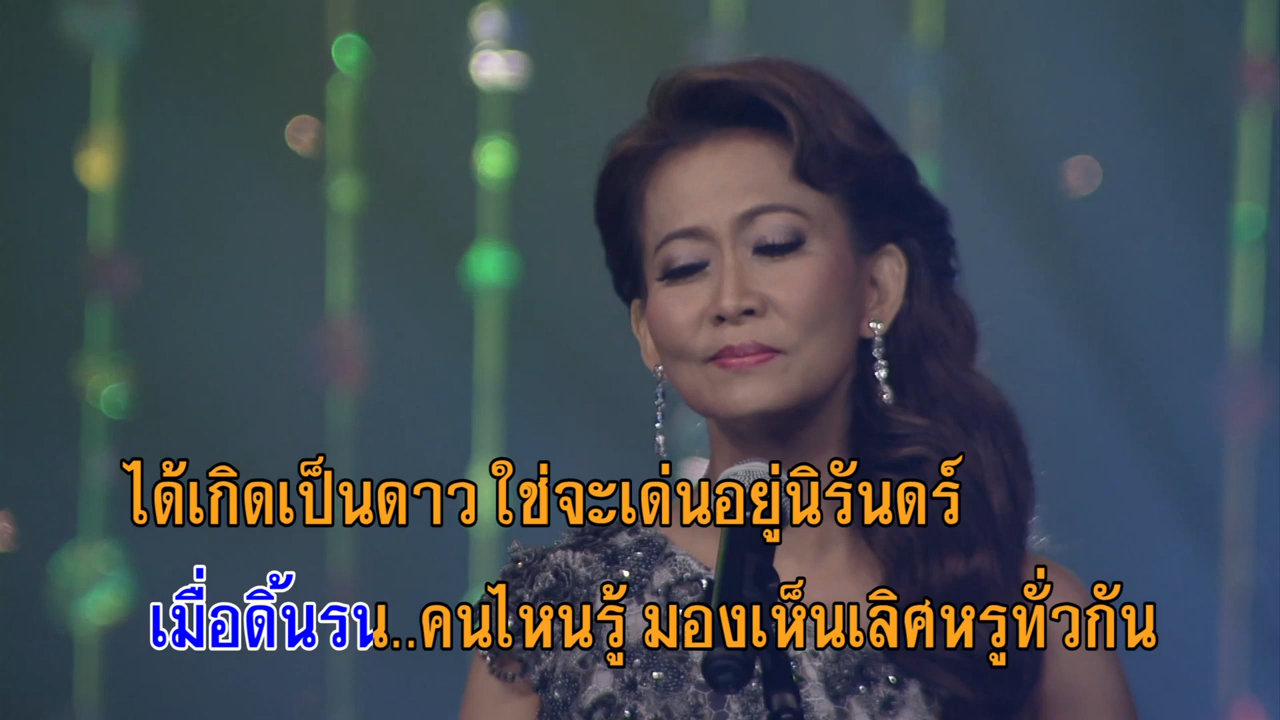 ได้เกิดเป็นดาว ใช่จะเด่นอยู่นิรันดร์
เมื่อดิ้นรน..คนไหนรู้ มองเห็นเลิศหรูทั่วกัน